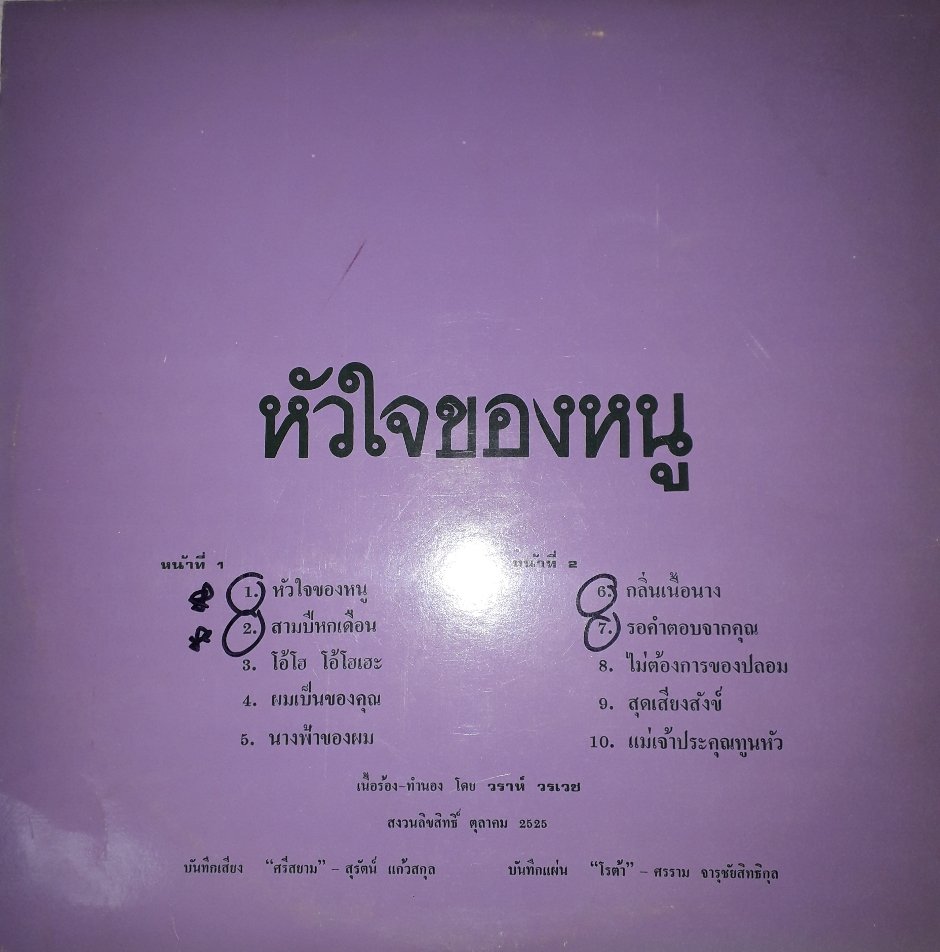 หัวใจของหนู
หน้าที่ 1
1. หัวใจของหนู
2. สามปีหกเดือน
3. โอ้โฮ โอ้โฮเฮะ
4. ผมเป็นของคุณ
5. นางฟ้าของผม
หน้าที่ 2
6. กลิ่นเนื้อนาง
7. รอคำตอบจากคุณ
8. ไม่ต้องการของปลอม
9. สุดเสียงสังข์
10. แม่เจ้าประคุณทูนหัว
เนื้อร้อง-ทำนอง โดย วราห์ วรเวช
สงวนลิขสิทธิ์ ตุลาคม 2525
บันทึกเสียง "ศรีสยาม" - สุรัตน์ แก้วสกุล
บันทึกแผ่น "โรต้า" - ศรราม จารุชัยสิทธิกุล